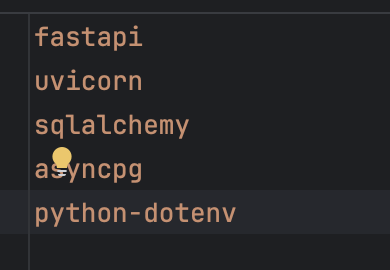 fastapi
uvicorn
sqlalchemy
asyncpg
python-dotenv